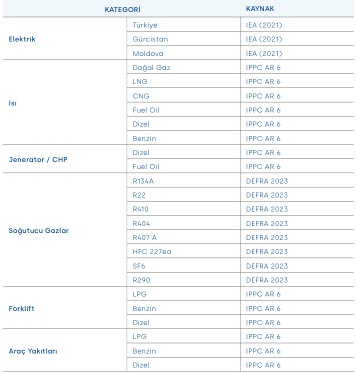 KATEGORİ KAYNAK
Elektrik
Türkiye IEA (2021)
Gürcistan IEA (2021)
Moldova IEA (2021)
Isı
Doğal Gaz IPPC AR 6
LNG IPPC AR 6
CNG IPPC AR 6
Fuel Oil IPPC AR 6
Dizel IPPC AR 6
Benzin IPPC AR 6
Jeneratör / CHP
Dizel IPPC AR 6
Fuel Oil IPPC AR 6
Soğutucu Gazlar
R134A DEFRA 2023
R22 DEFRA 2023
R410 DEFRA 2023
R404 DEFRA 2023
R407 A DEFRA 2023
HFC 227ea DEFRA 2023
SF6 DEFRA 2023
R290 DEFRA 2023
Forklift
LPG IPPC AR 6
Benzin IPPC AR 6
Dizel IPPC AR 6
Araç Yakıtları
LPG IPPC AR 6
Benzin IPPC AR 6
Dizel IPPC AR 6